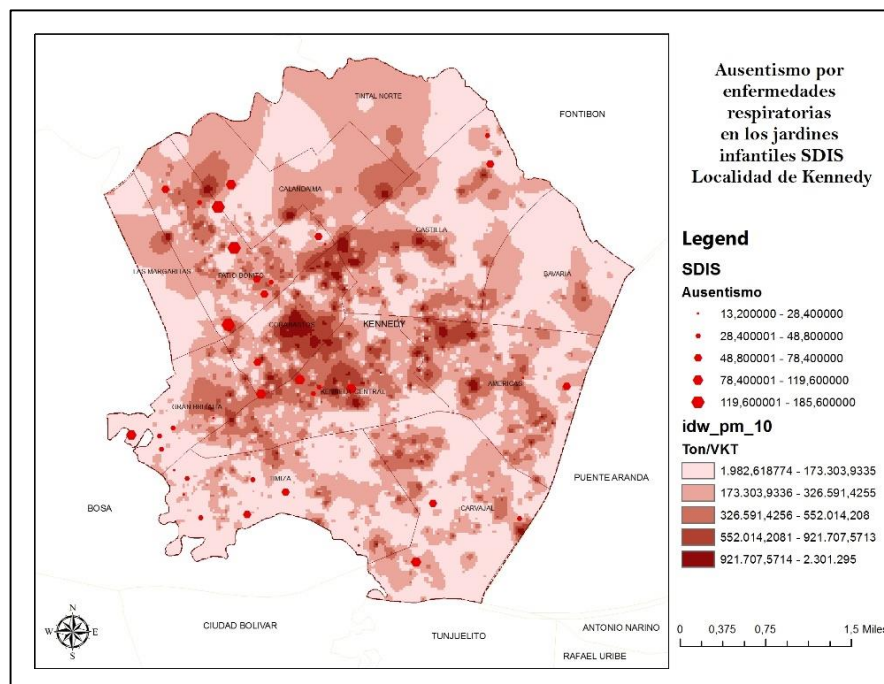 Ausentismo por
enfermedades
respiratorias
en los jardines
infantiles SDIS
Localidad de Kennedy
TINTAL NORTE
FONTIBON
CALANDAIMA
CASTILLA
LAS MARGARITAS
PATIO BONITO
BAVARIA
CORABASTOS
KENNEDY
KENNEDY CENTRAL
AMERICAS
GRAN BRITALIA
TIMIZA
CARVAJAL
PUENTE ARANDA
BOSA
CIUDAD BOLIVAR
TUNJUELITO
ANTONIO NARINO
RAFAEL URIBE
N
W
E
S
Legend
SDIS
Ausentismo
13,200000 - 28,400000
28,400001 - 48,800000
48,800001 - 78,400000
78,400001 - 119,600000
119,600001 - 185,600000
idw_pm_10
Ton/VKT
1.982,618774 - 173.303,9335
173.303,9336 - 326.591,4255
326.591,4256 - 552.014,208
552.014,2081 - 921.707,5713
921.707,5714 - 2.301.295
0 0,375 0,75 1,5 Miles